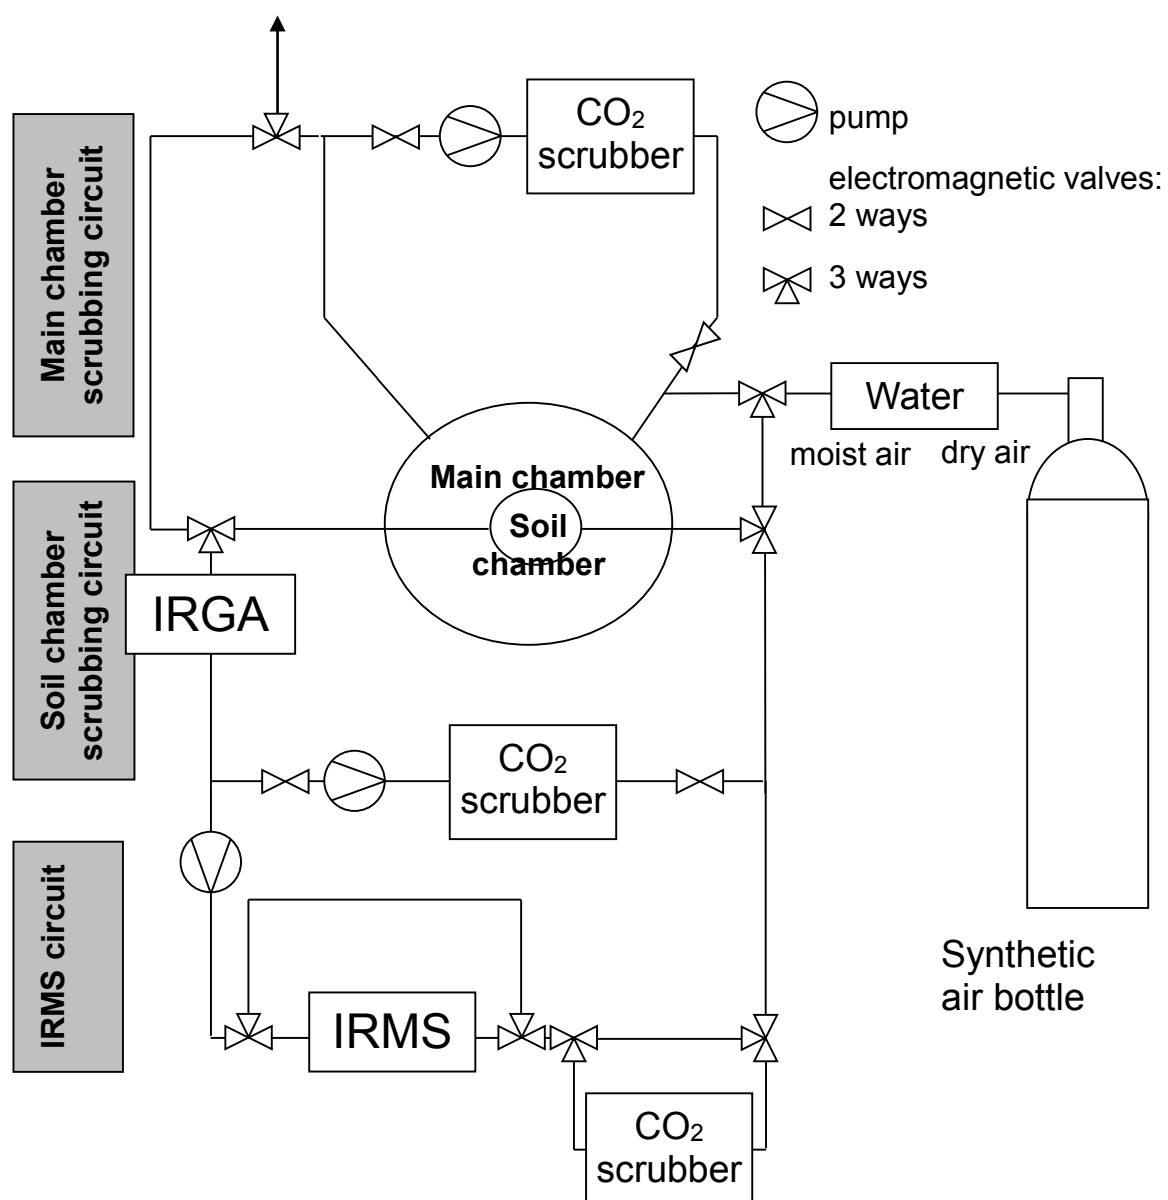 CO2
scrubber
pump
electromagnetic valves:
2 ways
3 ways
Main chamber
scrubbing circuit
Water
moist air
dry air
Main chamber
Soil
chamber
Soil chamber
scrubbing circuit
IRGA
CO2
scrubber
IRMS circuit
IRMS
Synthetic
air bottle
CO2
scrubber